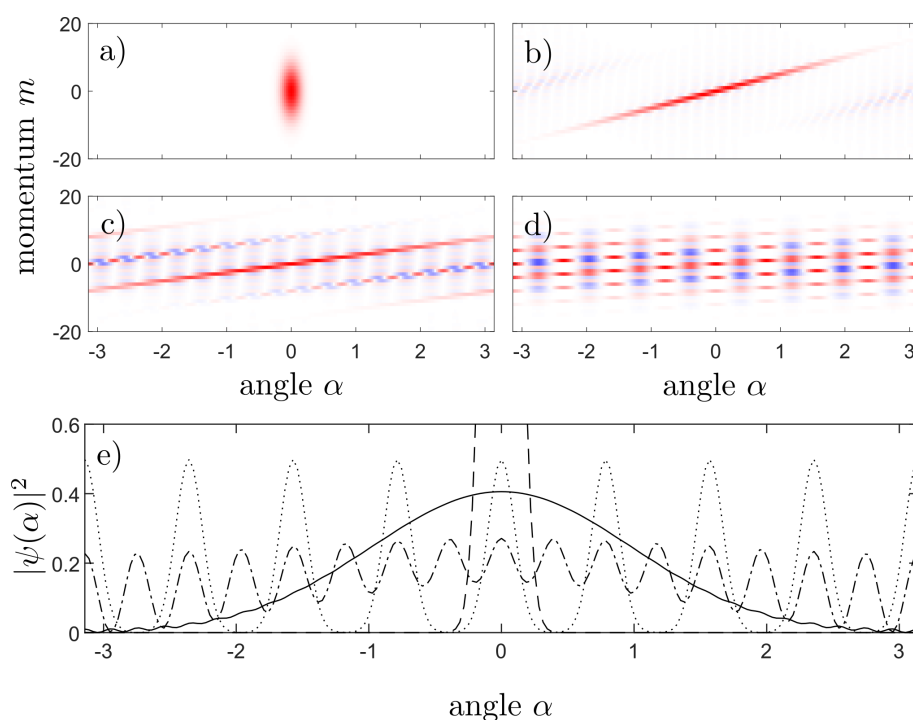 20
0
-20
a)
b)
momentum m
20
0
-20
c)
d)
-3 -2 -1 0 1 2 3
-3 -2 -1 0 1 2 3
angle α
angle α
0.6
0.4
0.2
0
e)
|ψ(α)|²
-3 -2 -1 0 1 2 3
angle α